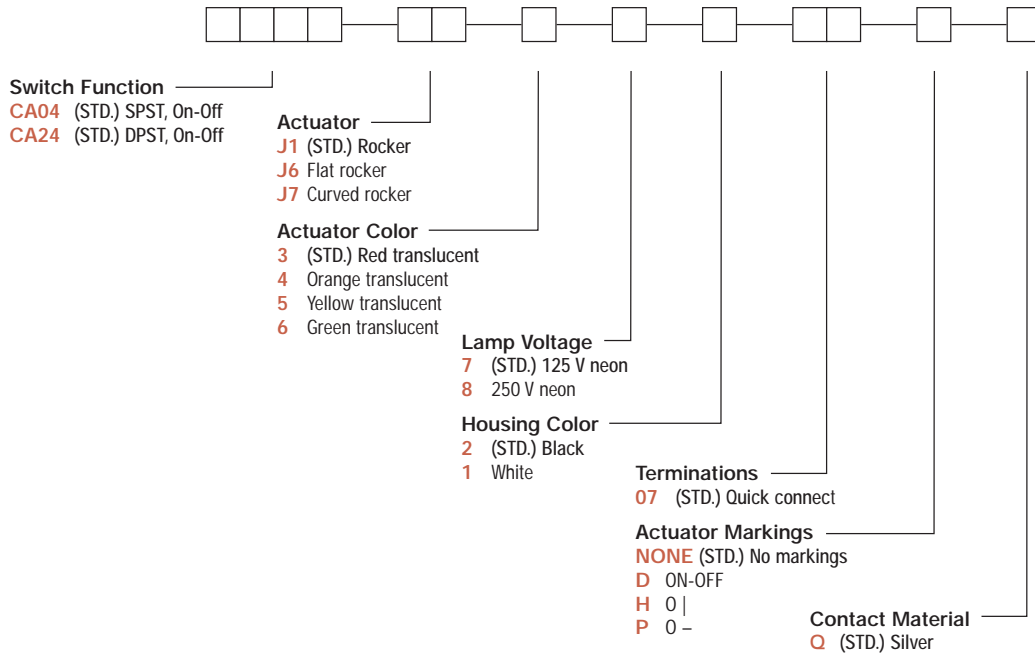 Switch Function
CA04 (STD.) SPST, On-Off
CA24 (STD.) DPST, On-Off
Actuator
J1 (STD.) Rocker
J6 Flat rocker
J7 Curved rocker
Actuator Color
3 (STD.) Red translucent
4 Orange translucent
5 Yellow translucent
6 Green translucent
Lamp Voltage
7 (STD.) 125 V neon
8 250 V neon
Housing Color
2 (STD.) Black
1 White
Terminations
07 (STD.) Quick connect
Actuator Markings
NONE (STD.) No markings
D ON-OFF
H O |
P O –
Contact Material
Q (STD.) Silver